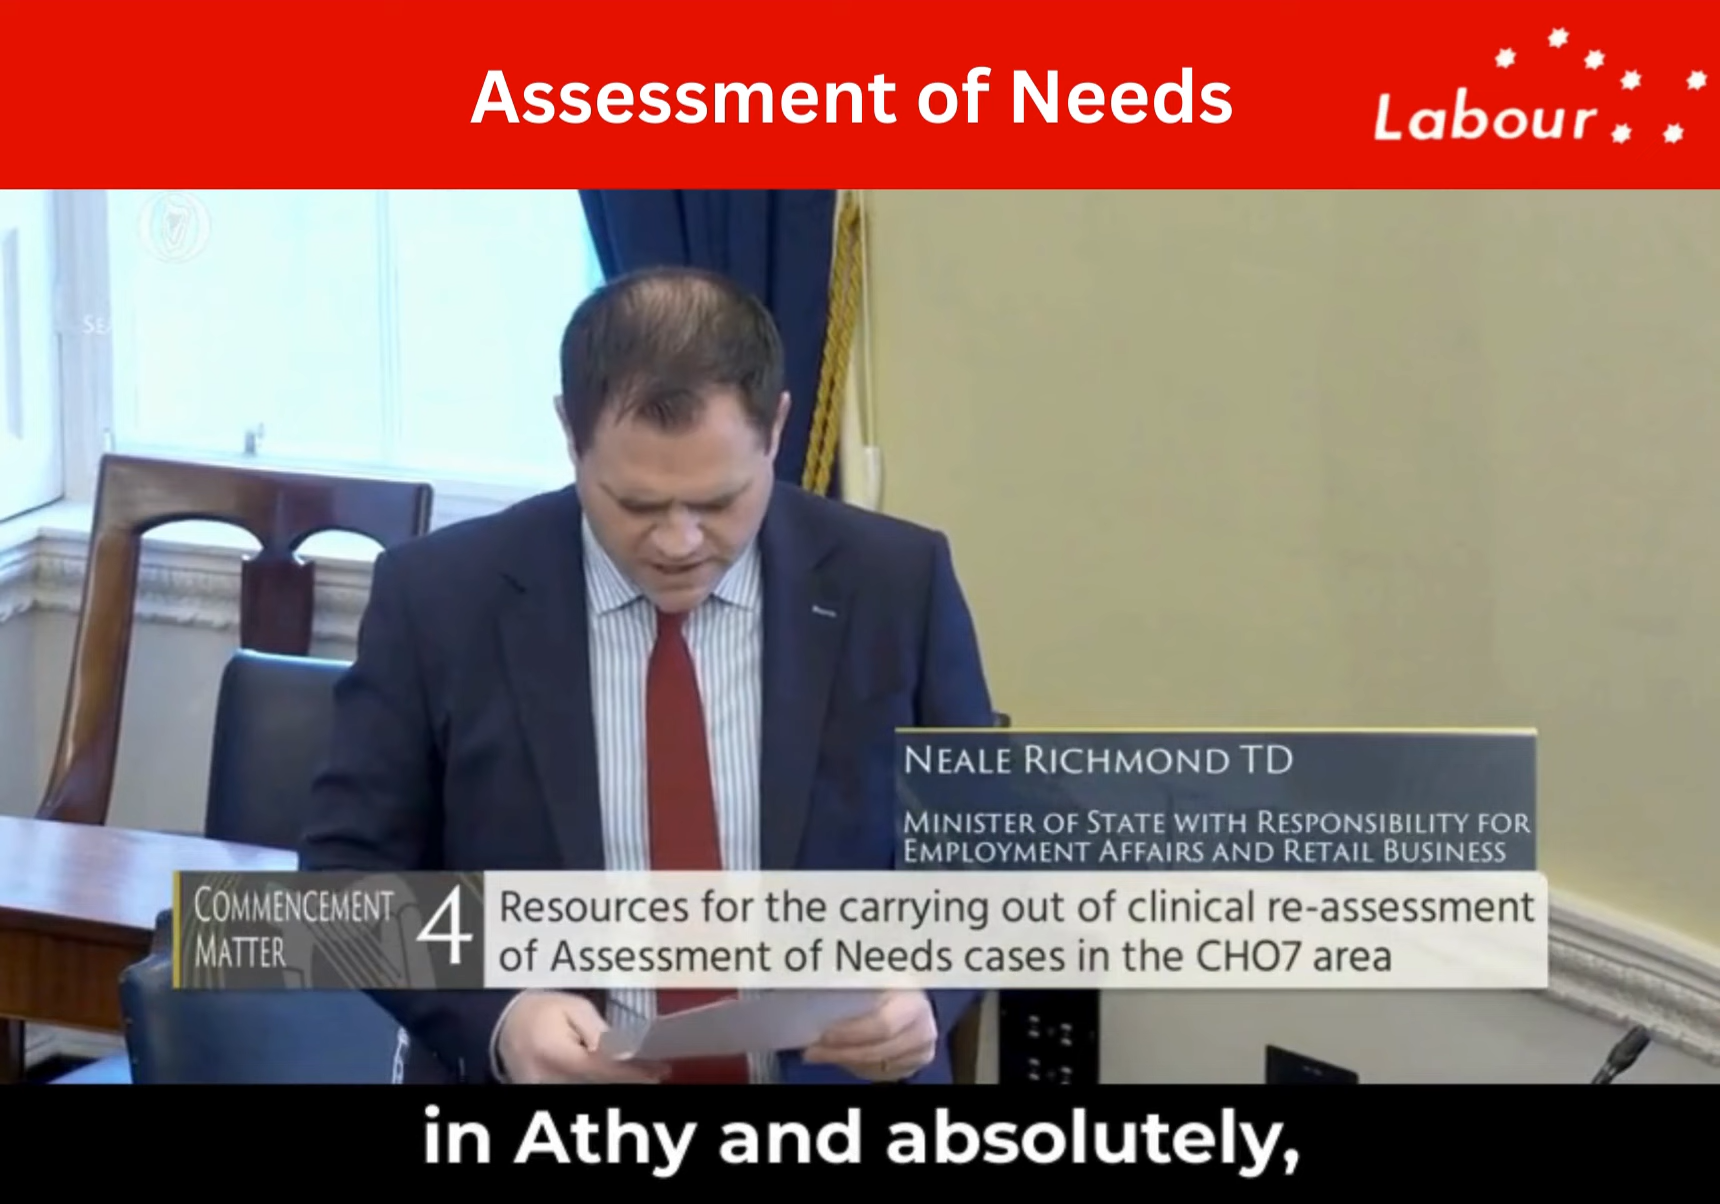 Assessment of Needs
Labour
NEALE RICHMOND TD
MINISTER OF STATE WITH RESPONSIBILITY FOR
EMPLOYMENT AFFAIRS AND RETAIL BUSINESS
COMMENCEMENT
MATTER
4
Resources for the carrying out of clinical re-assessment
of Assessment of Needs cases in the CHO7 area
in Athy and absolutely,